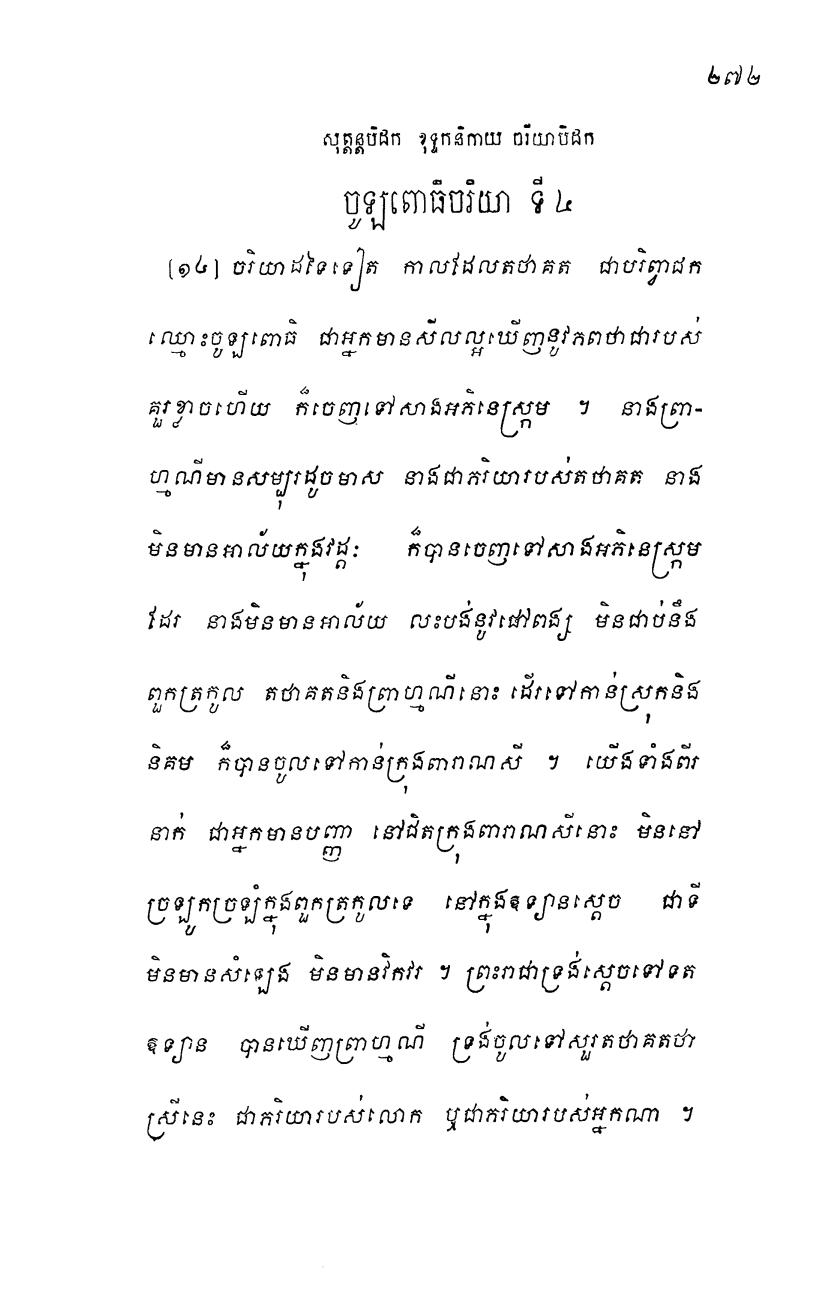 ២៧២
សុត្តន្តបិដក ខុទ្ទកនិកាយ ចរិយាបិដក
ចូឡពោធិចរិយា ទី ៤
[១៤] ចរិយាដទៃទៀត កាលដែលតថាគត ជាបរិព្វាជក
ឈ្មោះចូឡពោធិ ជាអ្នកមានសីលល្អឃើញនូវភពថាជារបស់
គួរខ្លាចហើយ ក៏ចេញទៅសាងអភិនេស្ក្រម ។ នាងព្រា-
ហ្មណីមានសម្បុរដូចមាស នាងជាភរិយារបស់តថាគត នាង
មិនមានអាល័យក្នុងវដ្តៈ ក៏បានចេញទៅសាងអភិនេស្ក្រម
ដែរ នាងមិនមានអាល័យ លះបង់នូវផៅពង្ស មិនជាប់នឹង
ពួកត្រកូល តថាគតនិងព្រាហ្មណីនោះ ដើរទៅកាន់ស្រុកនិង
និគម ក៏បានចូលទៅកាន់ក្រុងពារាណសី ។ យើងទាំងពីរ
នាក់ ជាអ្នកមានបញ្ញា នៅជិតក្រុងពារាណសីនោះ មិននៅ
ច្រឡូកច្រឡំក្នុងពួកត្រកូលទេ នៅក្នុងឧទ្យានស្តេច ជាទី
មិនមានសំឡេង មិនមានវឹកវរ ។ ព្រះរាជាទ្រង់ស្តេចទៅទត
ឧទ្យាន បានឃើញព្រាហ្មណី ទ្រង់ចូលទៅសួរតថាគតថា
ស្រីនេះ ជាភរិយារបស់លោក ឬជាភរិយារបស់អ្នកណា ។